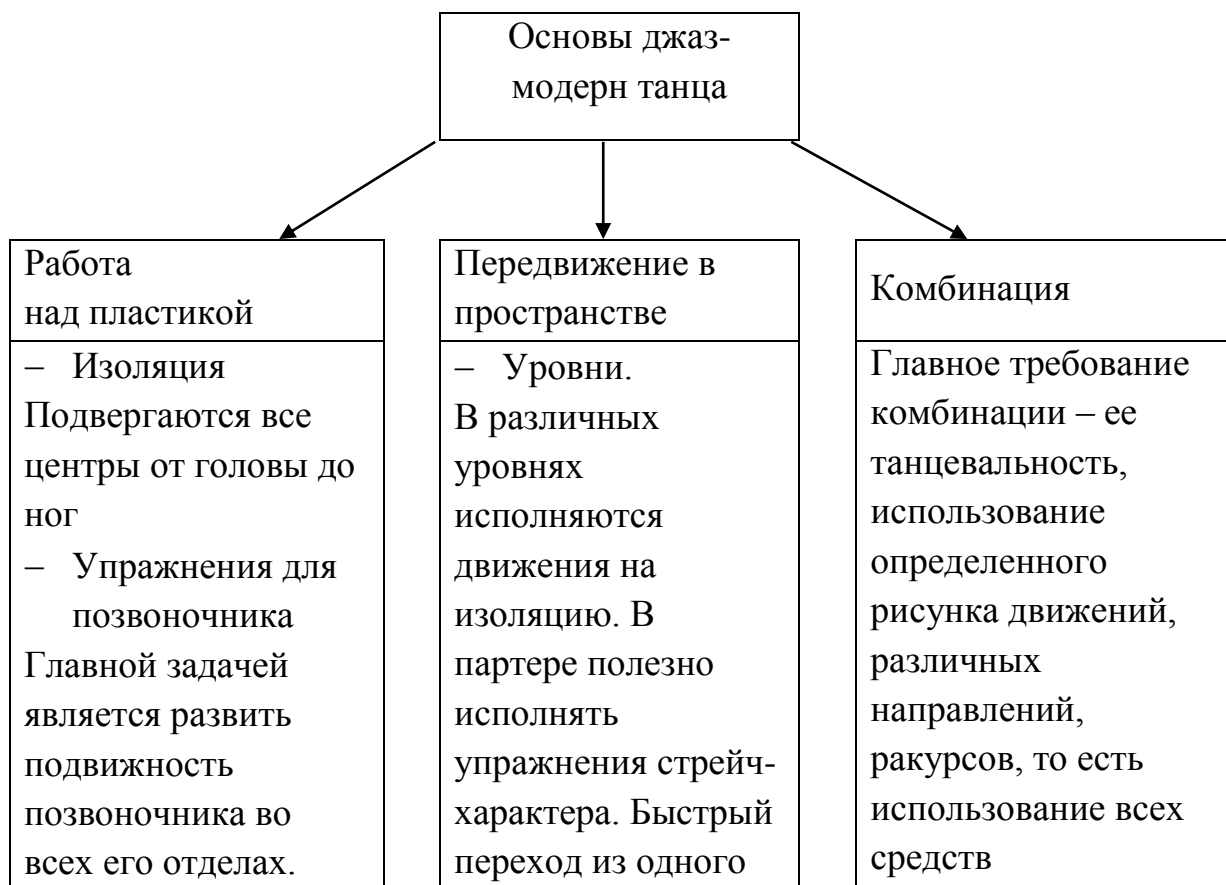 Основы джаз-
модерн танца
Работа
над пластикой
– Изоляция
Подвергаются все
центры от головы до
ног
– Упражнения для
позвоночника
Главной задачей
является развить
подвижность
позвоночника во
всех его отделах.
Передвижение в
пространстве
– Уровни.
В различных
уровнях
исполняются
движения на
изоляцию. В
партере полезно
исполнять
упражнения стрейч-
характера. Быстрый
переход из одного
Комбинация
Главное требование
комбинации – ее
танцевальность,
использование
определенного
рисунка движений,
различных
направлений,
ракурсов, то есть
использование всех
средств